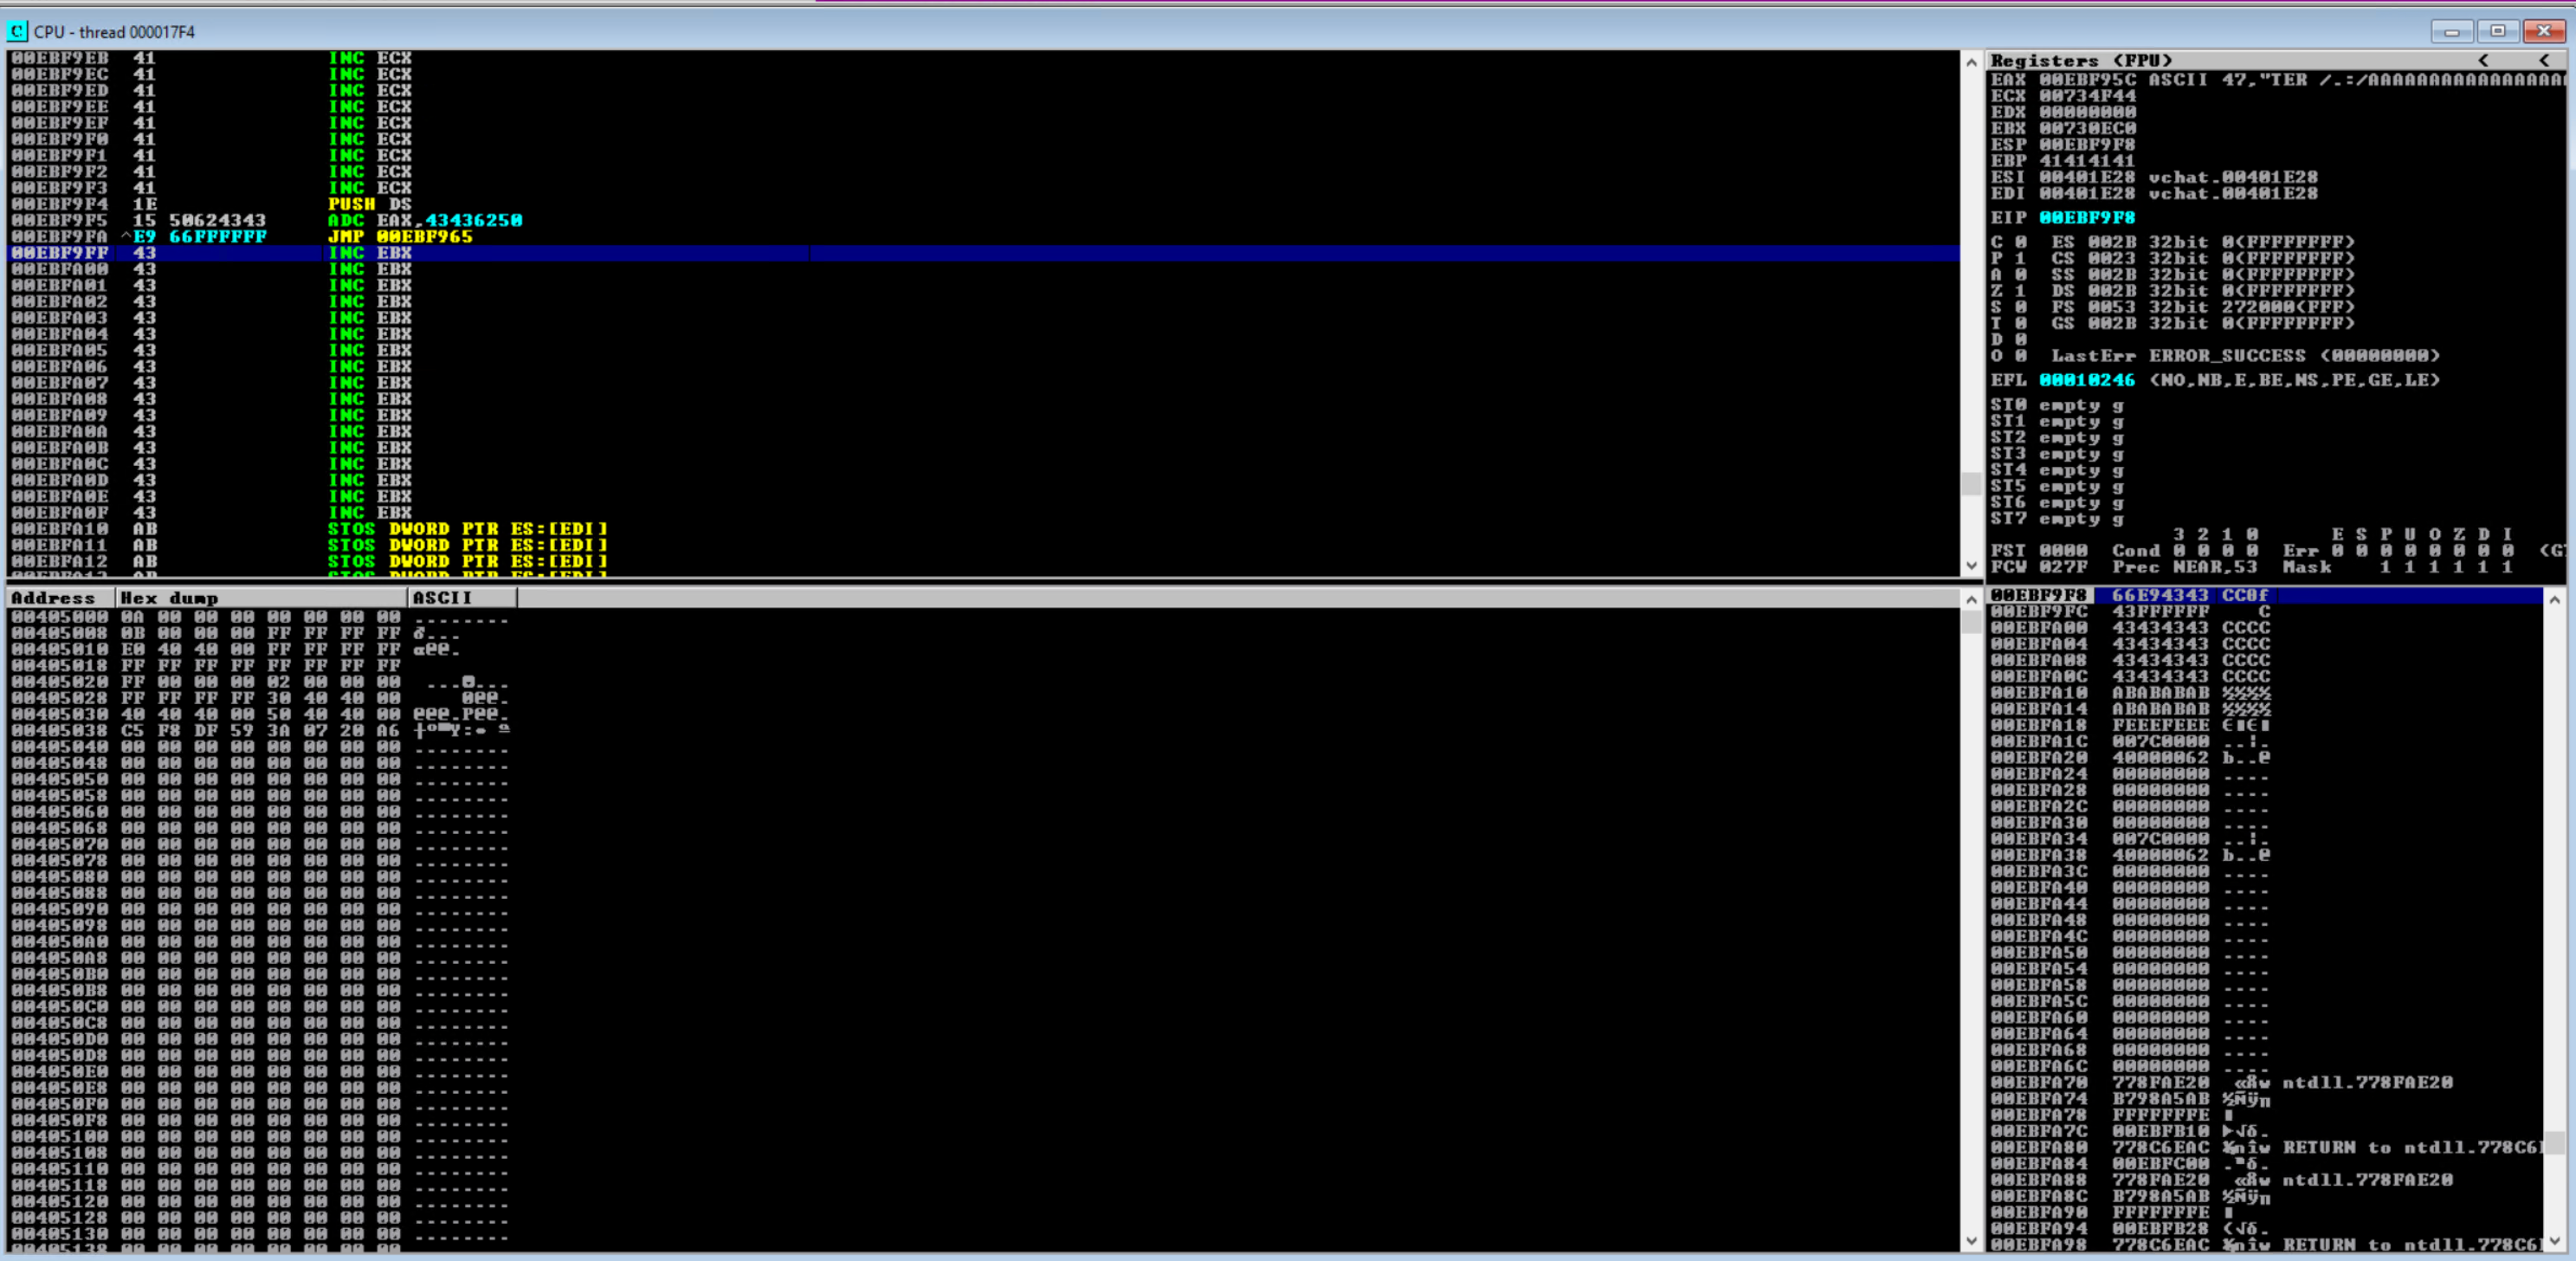 CPU - thread 000017F4
00EBF9EB 41 INC ECX
00EBF9EC 41 INC ECX
00EBF9ED 41 INC ECX
00EBF9EE 41 INC ECX
00EBF9EF 41 INC ECX
00EBF9F0 41 INC ECX
00EBF9F1 41 INC ECX
00EBF9F2 41 INC ECX
00EBF9F3 41 INC ECX
00EBF9F4 1E PUSH DS
00EBF9F5 15 50624343 ADC EAX,43436250
00EBF9FA ^E9 66FFFFFF JMP 00EBF965
00EBF9FF 43 INC EBX
00EBFA00 43 INC EBX
00EBFA01 43 INC EBX
00EBFA02 43 INC EBX
00EBFA03 43 INC EBX
00EBFA04 43 INC EBX
00EBFA05 43 INC EBX
00EBFA06 43 INC EBX
00EBFA07 43 INC EBX
00EBFA08 43 INC EBX
00EBFA09 43 INC EBX
00EBFA0A 43 INC EBX
00EBFA0B 43 INC EBX
00EBFA0C 43 INC EBX
00EBFA0D 43 INC EBX
00EBFA0E 43 INC EBX
00EBFA0F 43 INC EBX
00EBFA10 AB STOS DWORD PTR ES:[EDI]
00EBFA11 AB STOS DWORD PTR ES:[EDI]
00EBFA12 AB STOS DWORD PTR ES:[EDI]
Registers (FPU) < <
EAX 00EBF95C ASCII 47,"TER /.:/AAAAAAAAAAAAAAAAA
ECX 00734F44
EDX 00000000
EBX 00730EC0
ESP 00EBF9F8
EBP 41414141
ESI 00401E28 vchat.00401E28
EDI 00401E28 vchat.00401E28
EIP 00EBF9F8
C 0 ES 002B 32bit 0(FFFFFFFF)
P 1 CS 0023 32bit 0(FFFFFFFF)
A 0 SS 002B 32bit 0(FFFFFFFF)
Z 1 DS 002B 32bit 0(FFFFFFFF)
S 0 FS 0053 32bit 272000(FFF)
T 0 GS 002B 32bit 0(FFFFFFFF)
D 0
O 0 LastErr ERROR_SUCCESS (00000000)
EFL 00010246 (NO,NB,E,BE,NS,PE,GE,LE)
ST0 empty g
ST1 empty g
ST2 empty g
ST3 empty g
ST4 empty g
ST5 empty g
ST6 empty g
ST7 empty g
3 2 1 0 E S P U O Z D I
FST 0000 Cond 0 0 0 0 Err 0 0 0 0 0 0 0 0 (G
FCW 027F Prec NEAR,53 Mask 1 1 1 1 1 1
Address Hex dump ASCII
00405000 0A 00 00 00 00 00 00 00 ........
00405008 0B 00 00 00 FF FF FF FF ♂...
00405010 E0 40 40 00 FF FF FF FF α@@.
00405018 FF FF FF FF FF FF FF FF
00405020 FF 00 00 00 02 00 00 00 ...☻...
00405028 FF FF FF FF 30 40 40 00 0@@.
00405030 40 40 40 00 50 40 40 00 @@@.P@@.
00405038 C5 F8 DF 59 3A 07 20 A6 ┼°▀Y:• ª
00405040 00 00 00 00 00 00 00 00 ........
00405048 00 00 00 00 00 00 00 00 ........
00405050 00 00 00 00 00 00 00 00 ........
00405058 00 00 00 00 00 00 00 00 ........
00405060 00 00 00 00 00 00 00 00 ........
00405068 00 00 00 00 00 00 00 00 ........
00405070 00 00 00 00 00 00 00 00 ........
00405078 00 00 00 00 00 00 00 00 ........
00405080 00 00 00 00 00 00 00 00 ........
00405088 00 00 00 00 00 00 00 00 ........
00405090 00 00 00 00 00 00 00 00 ........
00405098 00 00 00 00 00 00 00 00 ........
004050A0 00 00 00 00 00 00 00 00 ........
004050A8 00 00 00 00 00 00 00 00 ........
004050B0 00 00 00 00 00 00 00 00 ........
004050B8 00 00 00 00 00 00 00 00 ........
004050C0 00 00 00 00 00 00 00 00 ........
004050C8 00 00 00 00 00 00 00 00 ........
004050D0 00 00 00 00 00 00 00 00 ........
004050D8 00 00 00 00 00 00 00 00 ........
004050E0 00 00 00 00 00 00 00 00 ........
004050E8 00 00 00 00 00 00 00 00 ........
004050F0 00 00 00 00 00 00 00 00 ........
004050F8 00 00 00 00 00 00 00 00 ........
00405100 00 00 00 00 00 00 00 00 ........
00405108 00 00 00 00 00 00 00 00 ........
00405110 00 00 00 00 00 00 00 00 ........
00405118 00 00 00 00 00 00 00 00 ........
00405120 00 00 00 00 00 00 00 00 ........
00405128 00 00 00 00 00 00 00 00 ........
00405130 00 00 00 00 00 00 00 00 ........
00EBF9F8 66E94343 CCΘf
00EBF9FC 43FFFFFF C
00EBFA00 43434343 CCCC
00EBFA04 43434343 CCCC
00EBFA08 43434343 CCCC
00EBFA0C 43434343 CCCC
00EBFA10 ABABABAB ½½½½
00EBFA14 ABABABAB ½½½½
00EBFA18 FEEEFEEE ε■ε■
00EBFA1C 007C0000 ..|.
00EBFA20 40000062 b..@
00EBFA24 00000000 ....
00EBFA28 00000000 ....
00EBFA2C 00000000 ....
00EBFA30 00000000 ....
00EBFA34 007C0000 ..|.
00EBFA38 40000062 b..@
00EBFA3C 00000000 ....
00EBFA40 00000000 ....
00EBFA44 00000000 ....
00EBFA48 00000000 ....
00EBFA4C 00000000 ....
00EBFA50 00000000 ....
00EBFA54 00000000 ....
00EBFA58 00000000 ....
00EBFA5C 00000000 ....
00EBFA60 00000000 ....
00EBFA64 00000000 ....
00EBFA68 00000000 ....
00EBFA6C 00000000 ....
00EBFA70 778FAE20 «Åw ntdll.778FAE20
00EBFA74 B798A5AB ½Ñÿ╖
00EBFA78 FFFFFFFE ■
00EBFA7C 00EBFB10 ►√δ.
00EBFA80 778C6EAC ¼nîw RETURN to ntdll.778C6
00EBFA84 00EBFC00 .ⁿδ.
00EBFA88 778FAE20 «Åw ntdll.778FAE20
00EBFA8C B798A5AB ½Ñÿ╖
00EBFA90 FFFFFFFE ■
00EBFA94 00EBFB28 (√δ.
00EBFA98 778C6EAC ¼nîw RETURN to ntdll.778C6